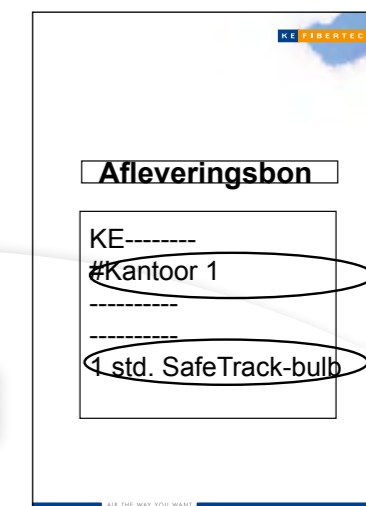 KE FIBERTEC
Afleveringsbon
KE--------
#Kantoor 1
----------
----------
1 std. SafeTrack-bulb
AIR THE WAY YOU WANT